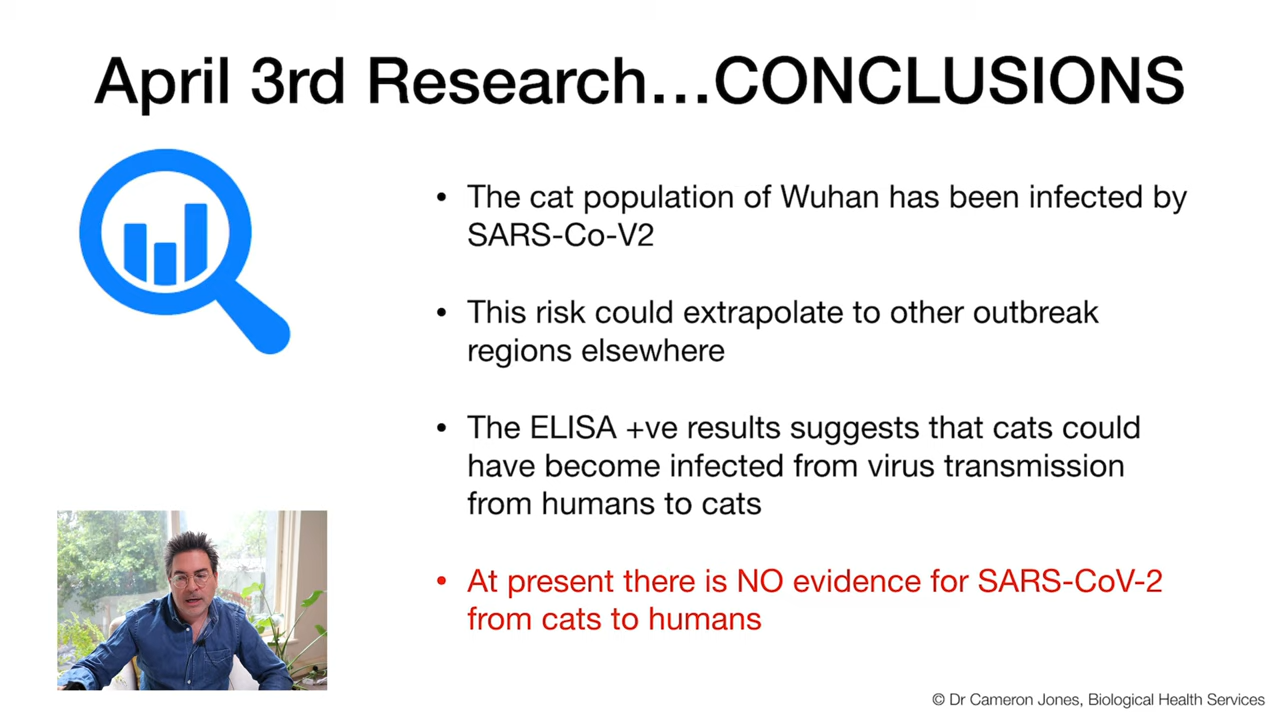 April 3rd Research…CONCLUSIONS
• The cat population of Wuhan has been infected by
SARS-Co-V2
• This risk could extrapolate to other outbreak
regions elsewhere
• The ELISA +ve results suggests that cats could
have become infected from virus transmission
from humans to cats
• At present there is NO evidence for SARS-CoV-2
from cats to humans
© Dr Cameron Jones, Biological Health Services